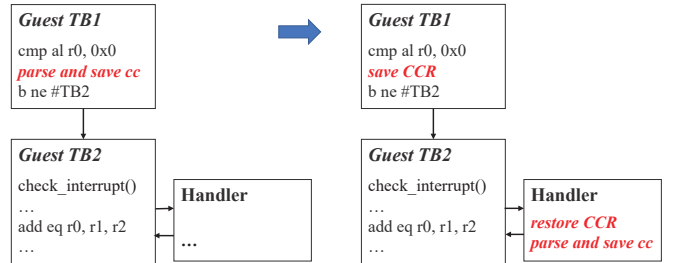 Guest TB1
cmp al r0, 0x0
parse and save cc
b ne #TB2
Guest TB2
check_interrupt()
…
add eq r0, r1, r2
…
Handler
...
Guest TB1
cmp al r0, 0x0
save CCR
b ne #TB2
Guest TB2
check_interrupt()
…
add eq r0, r1, r2
…
Handler
restore CCR
parse and save cc